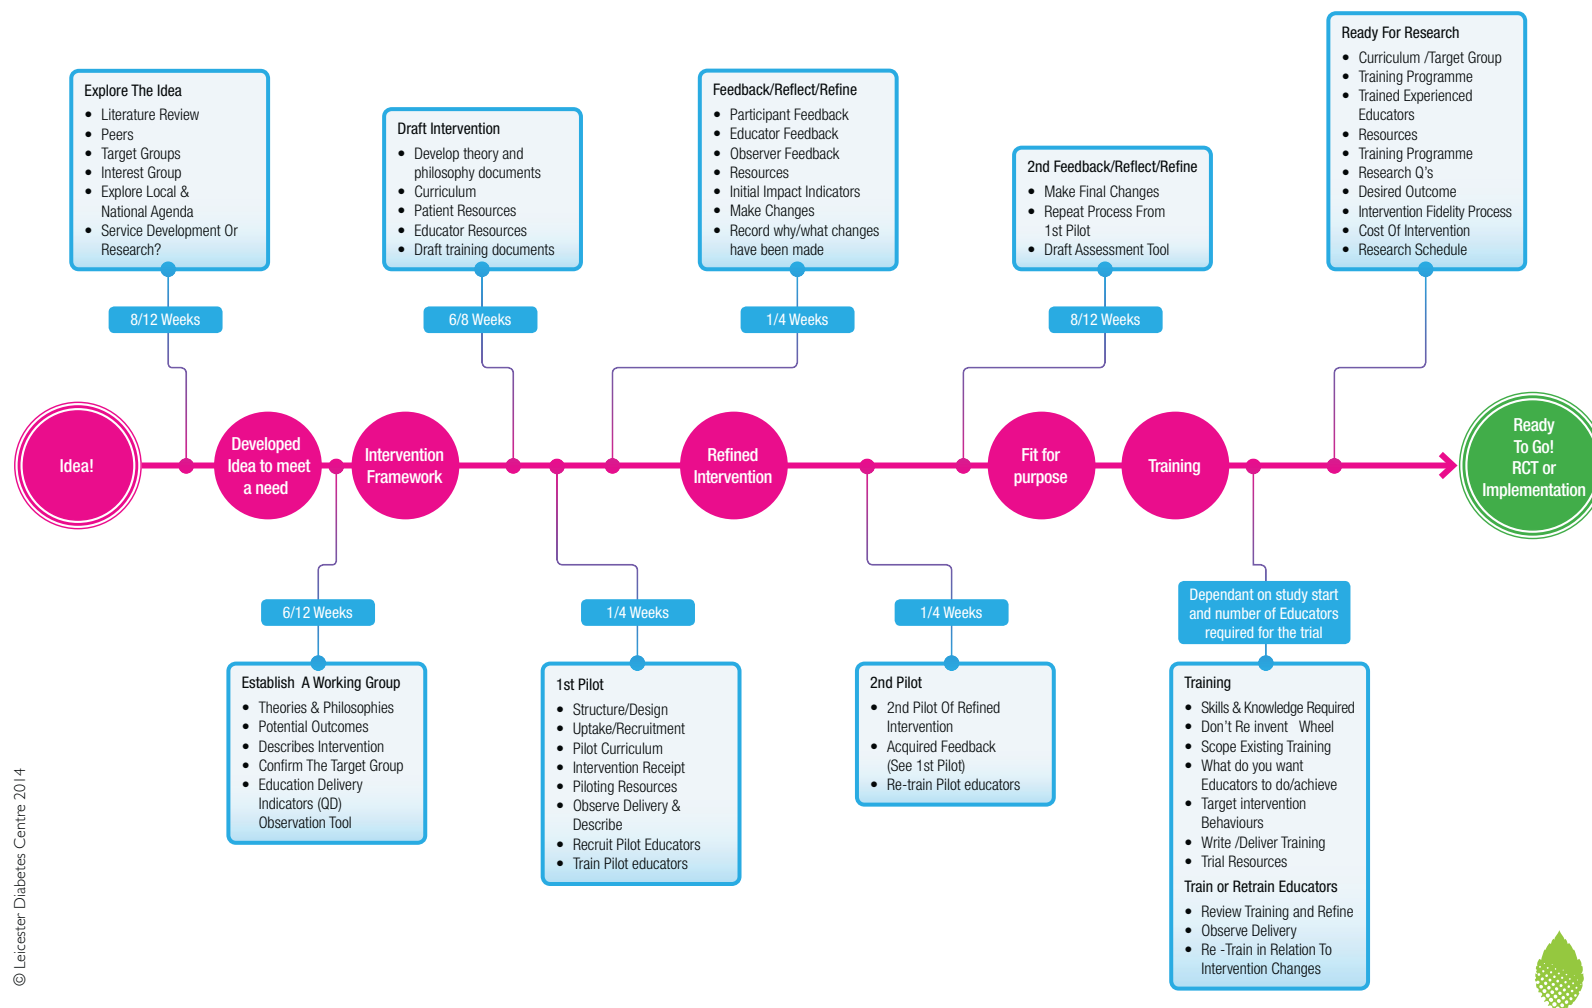 Explore The Idea
• Literature Review
• Peers
• Target Groups
• Interest Group
• Explore Local &
National Agenda
• Service Development Or
Research?
8/12 Weeks
Draft Intervention
• Develop theory and
philosophy documents
• Curriculum
• Patient Resources
• Educator Resources
• Draft training documents
6/8 Weeks
Feedback/Reflect/Refine
• Participant Feedback
• Educator Feedback
• Observer Feedback
• Resources
• Initial Impact Indicators
• Make Changes
• Record why/what changes
have been made
1/4 Weeks
2nd Feedback/Reflect/Refine
• Make Final Changes
• Repeat Process From
1st Pilot
• Draft Assessment Tool
8/12 Weeks
Ready For Research
• Curriculum /Target Group
• Training Programme
• Trained Experienced
Educators
• Resources
• Training Programme
• Research Q's
• Desired Outcome
• Intervention Fidelity Process
• Cost Of Intervention
• Research Schedule
Idea!
Developed
Idea to meet
a need
Intervention
Framework
Refined
Intervention
Fit for
purpose
Training
Ready
To Go!
RCT or
Implementation
6/12 Weeks
Establish A Working Group
• Theories & Philosophies
• Potential Outcomes
• Describes Intervention
• Confirm The Target Group
• Education Delivery
Indicators (QD)
Observation Tool
1/4 Weeks
1st Pilot
• Structure/Design
• Uptake/Recruitment
• Pilot Curriculum
• Intervention Receipt
• Piloting Resources
• Observe Delivery &
Describe
• Recruit Pilot Educators
• Train Pilot educators
1/4 Weeks
2nd Pilot
• 2nd Pilot Of Refined
Intervention
• Acquired Feedback
(See 1st Pilot)
• Re-train Pilot educators
Dependant on study start
and number of Educators
required for the trial
Training
• Skills & Knowledge Required
• Don't Re invent Wheel
• Scope Existing Training
• What do you want
Educators to do/achieve
• Target intervention
Behaviours
• Write /Deliver Training
• Trial Resources
Train or Retrain Educators
• Review Training and Refine
• Observe Delivery
• Re -Train in Relation To
Intervention Changes
© Leicester Diabetes Centre 2014